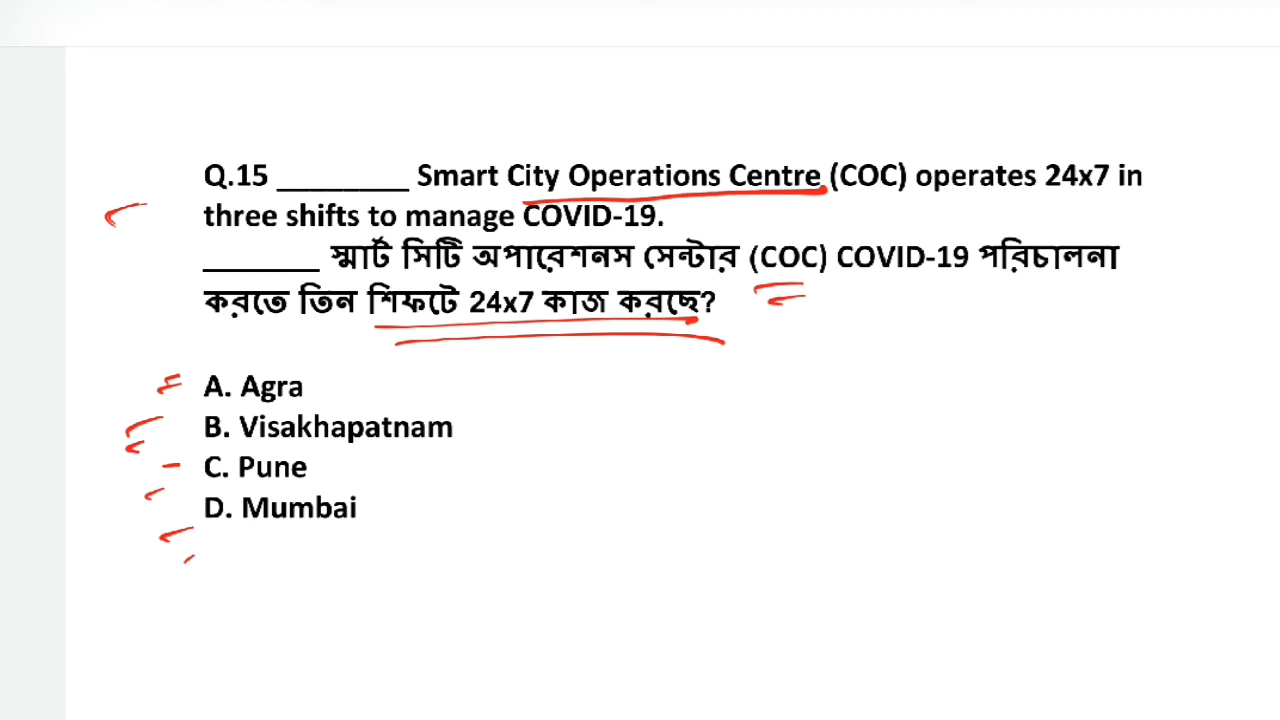 Q.15 ________ Smart City Operations Centre (COC) operates 24x7 in
three shifts to manage COVID-19.
_______ স্মার্ট সিটি অপারেশনস সেন্টার (COC) COVID-19 পরিচালনা
করতে তিন শিফটে 24x7 কাজ করছে?
A. Agra
B. Visakhapatnam
C. Pune
D. Mumbai